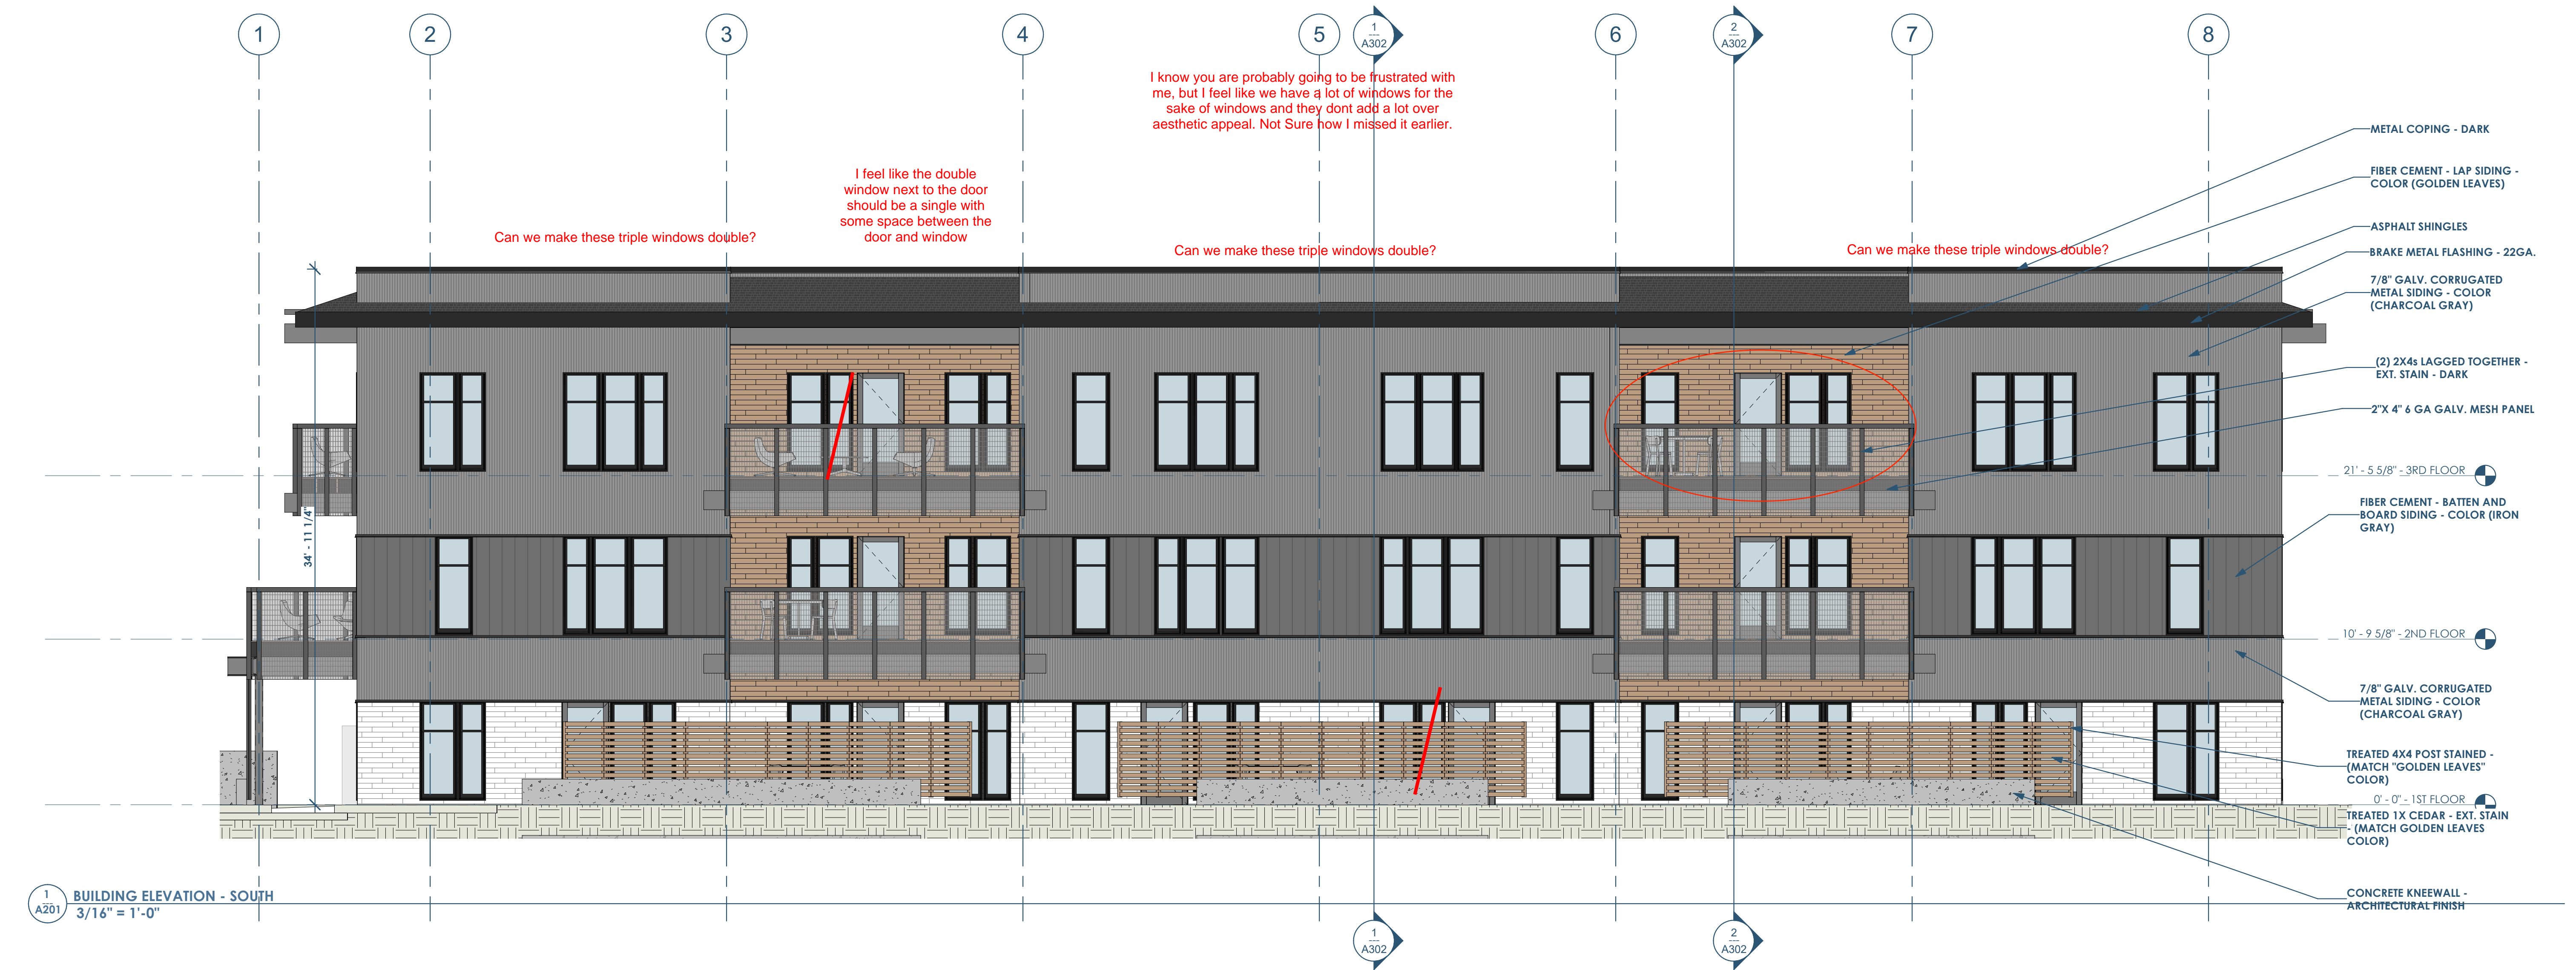 1
2
3
4
5
1
---
A302
6
2
---
A302
7
8
I know you are probably going to be frustrated with
me, but I feel like we have a lot of windows for the
sake of windows and they dont add a lot over
aesthetic appeal. Not Sure how I missed it earlier.
I feel like the double
window next to the door
should be a single with
some space between the
door and window
Can we make these triple windows double?
Can we make these triple windows double?
Can we make these triple windows double?
METAL COPING - DARK
FIBER CEMENT - LAP SIDING -
COLOR (GOLDEN LEAVES)
ASPHALT SHINGLES
BRAKE METAL FLASHING - 22GA.
7/8" GALV. CORRUGATED
METAL SIDING - COLOR
(CHARCOAL GRAY)
(2) 2X4s LAGGED TOGETHER -
EXT. STAIN - DARK
2"X 4" 6 GA GALV. MESH PANEL
21' - 5 5/8" - 3RD FLOOR
FIBER CEMENT - BATTEN AND
BOARD SIDING - COLOR (IRON
GRAY)
34' - 11 1/4"
10' - 9 5/8" - 2ND FLOOR
7/8" GALV. CORRUGATED
METAL SIDING - COLOR
(CHARCOAL GRAY)
TREATED 4X4 POST STAINED -
(MATCH "GOLDEN LEAVES"
COLOR)
0' - 0" - 1ST FLOOR
TREATED 1X CEDAR - EXT. STAIN
- (MATCH GOLDEN LEAVES
COLOR)
CONCRETE KNEEWALL -
ARCHITECTURAL FINISH
1
---
A201
BUILDING ELEVATION - SOUTH
3/16" = 1'-0"
1
---
A302
2
---
A302